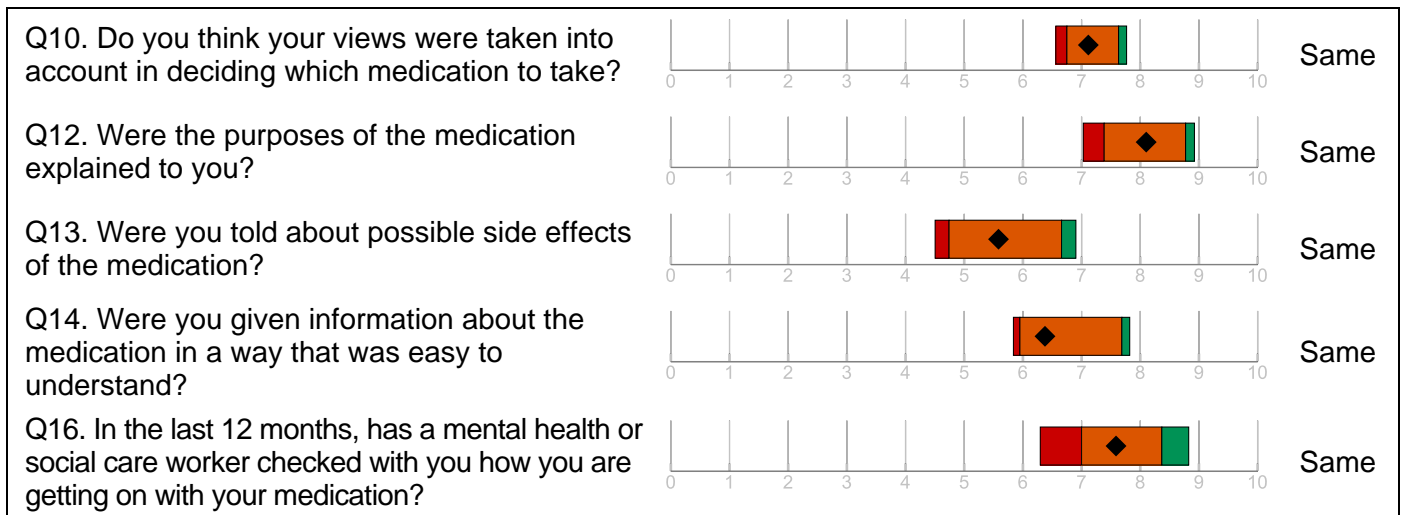 Q10. Do you think your views were taken into
account in deciding which medication to take?
0 1 2 3 4 5 6 7 8 9 10
Same
Q12. Were the purposes of the medication
explained to you?
0 1 2 3 4 5 6 7 8 9 10
Same
Q13. Were you told about possible side effects
of the medication?
0 1 2 3 4 5 6 7 8 9 10
Same
Q14. Were you given information about the
medication in a way that was easy to
understand?
0 1 2 3 4 5 6 7 8 9 10
Same
Q16. In the last 12 months, has a mental health or
social care worker checked with you how you are
getting on with your medication?
0 1 2 3 4 5 6 7 8 9 10
Same